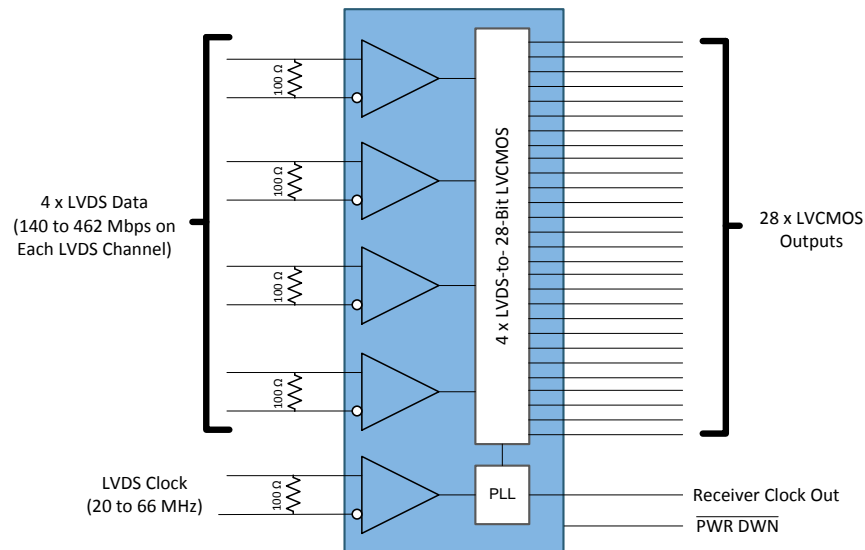 4 x LVDS Data
(140 to 462 Mbps on
Each LVDS Channel)
100 Ω
100 Ω
100 Ω
100 Ω
4 x LVDS-to- 28-Bit LVCMOS
28 x LVCMOS
Outputs
LVDS Clock
(20 to 66 MHz)
100 Ω
PLL
Receiver Clock Out
PWR DWN